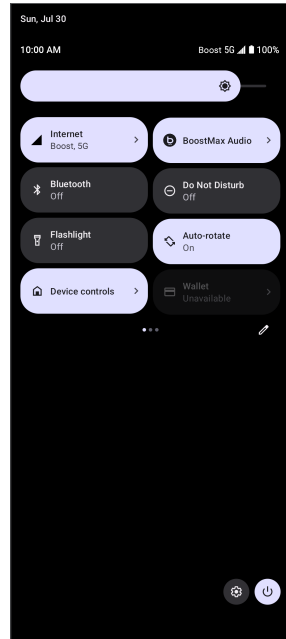 Sun, Jul 30
10:00 AM
Boost 5G 100%
Internet
Boost, 5G
BoostMax Audio
Bluetooth
Off
Do Not Disturb
Off
Flashlight
Off
Auto-rotate
On
Device controls
Wallet
Unavailable